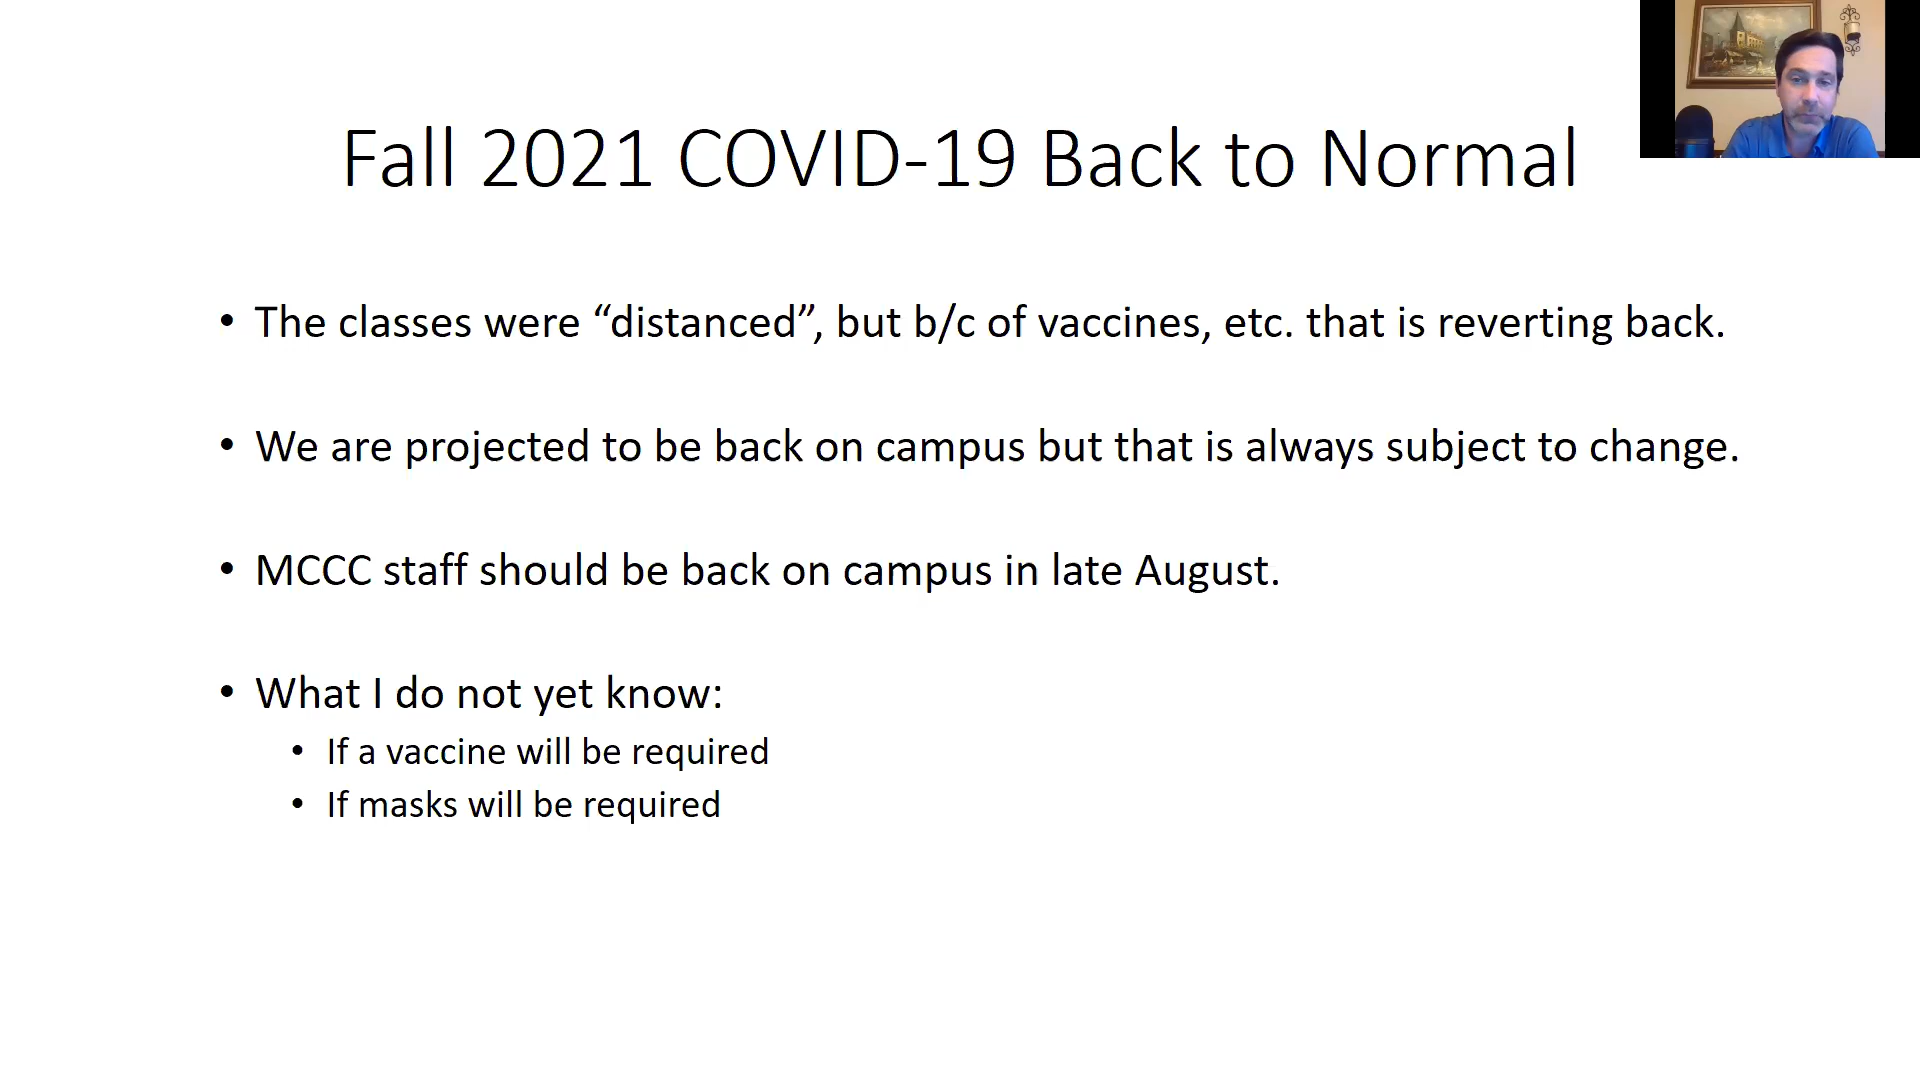 Fall 2021 COVID-19 Back to Normal
• The classes were “distanced”, but b/c of vaccines, etc. that is reverting back.
• We are projected to be back on campus but that is always subject to change.
• MCCC staff should be back on campus in late August.
• What I do not yet know:
• If a vaccine will be required
• If masks will be required